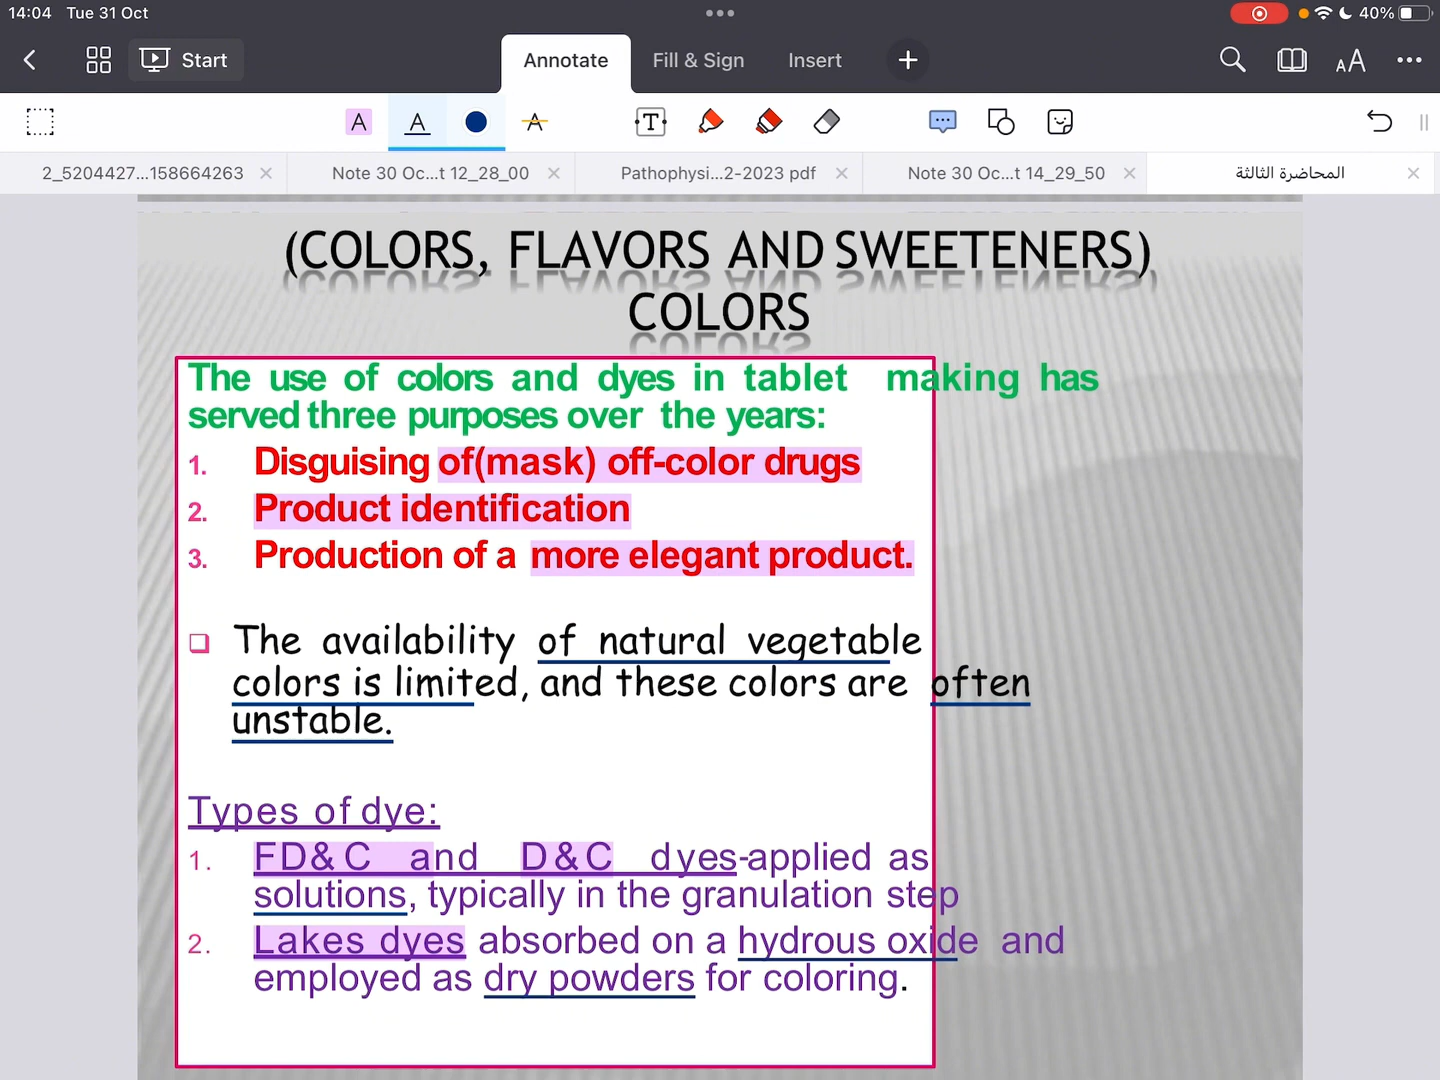 14:04 Tue 31 Oct
40%
Start
Annotate Fill & Sign Insert
AA
A A A T
2_5204427...158664263 Note 30 Oc...t 12_28_00 Pathophysi...2-2023 pdf Note 30 Oc...t 14_29_50 المحاضرة الثالثة
(COLORS, FLAVORS AND SWEETENERS)
COLORS
The use of colors and dyes in tablet making has
served three purposes over the years:
1. Disguising of(mask) off-color drugs
2. Product identification
3. Production of a more elegant product.
The availability of natural vegetable
colors is limited, and these colors are often
unstable.
Types of dye:
1. FD&C and D&C dyes-applied as
solutions, typically in the granulation step
2. Lakes dyes absorbed on a hydrous oxide and
employed as dry powders for coloring.